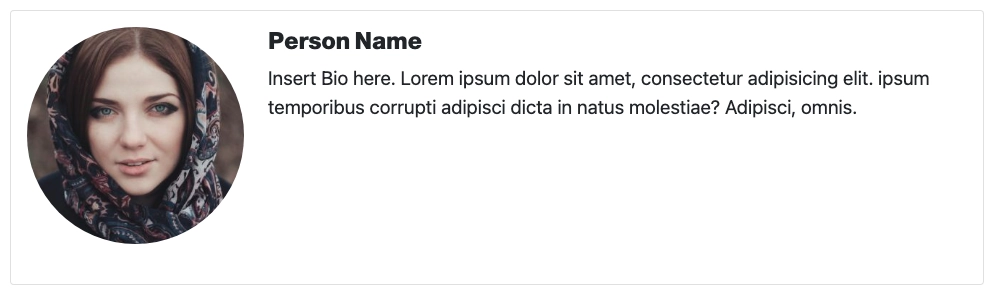 Person Name
Insert Bio here. Lorem ipsum dolor sit amet, consectetur adipisicing elit. ipsum
temporibus corrupti adipisci dicta in natus molestiae? Adipisci, omnis.